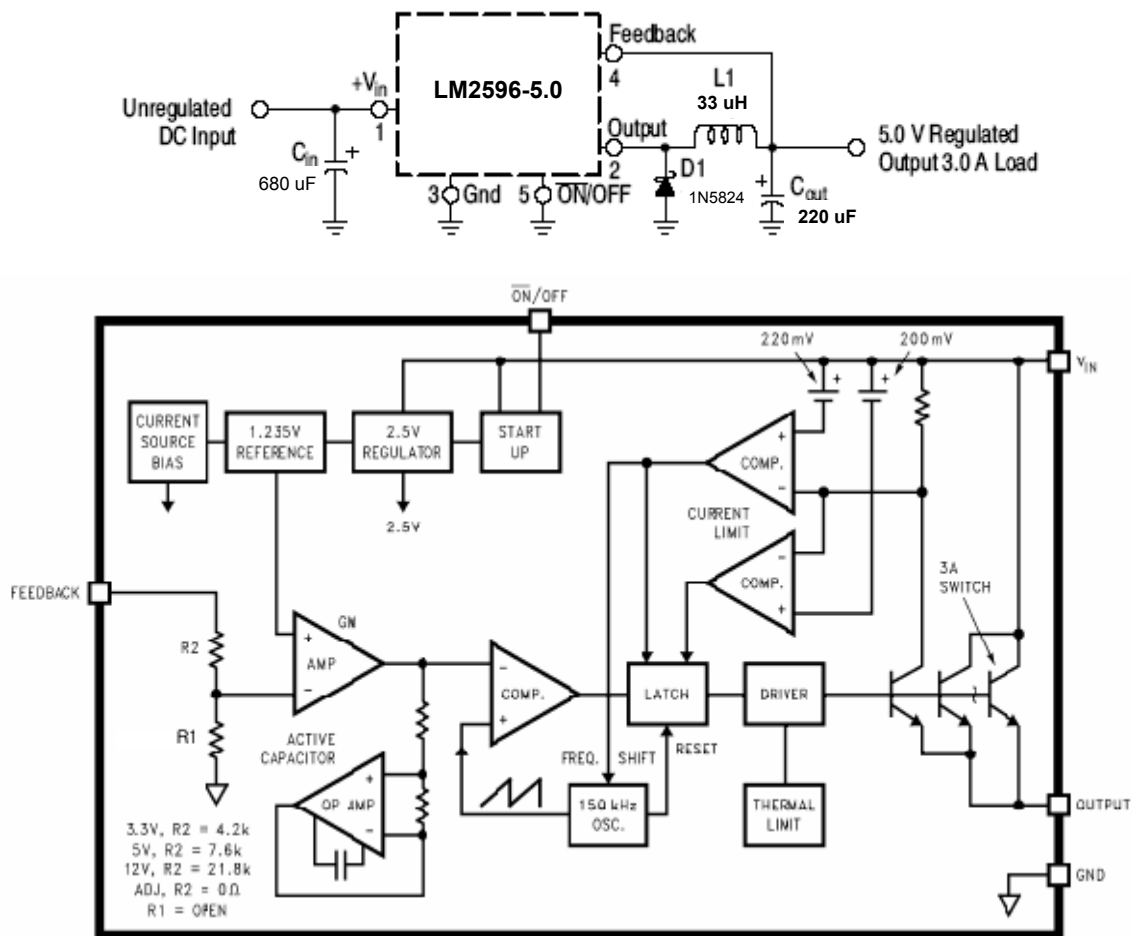 Feedback
4
L1
33 uH
LM2596-5.0
+Vin
1
Unregulated
DC Input
Cin
+
680 uF
Output
2
D1
1N5824
5.0 V Regulated
Output 3.0 A Load
+
Cout
220 uF
3 Gnd
5 ON/OFF
ON/OFF
220mV
200mV
+
+
VIN
CURRENT
SOURCE
BIAS
1.235V
REFERENCE
2.5V
REGULATOR
START
UP
2.5V
+
COMP.
-
CURRENT
LIMIT
-
COMP.
+
3A
SWITCH
FEEDBACK
R2
R1
GM
+
AMP
-
-
COMP.
+
LATCH
DRIVER
ACTIVE
CAPACITOR
+
OP AMP
-
FREQ. SHIFT
RESET
150 kHz
OSC.
THERMAL
LIMIT
OUTPUT
GND
3.3V, R2 = 4.2k
5V, R2 = 7.6k
12V, R2 = 21.8k
ADJ, R2 = 0Ω
R1 = OPEN